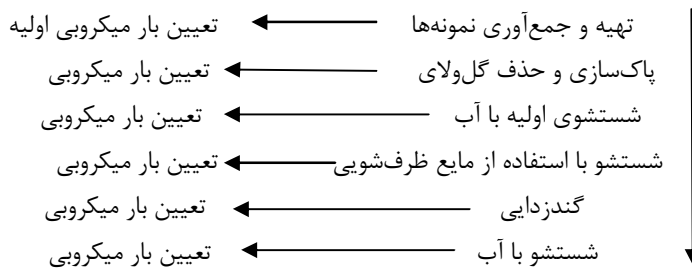 تهیه و جمع‌آوری نمونه‌ها تعیین بار میکروبی اولیه
پاک‌سازی و حذف گل‌ولای تعیین بار میکروبی
شستشوی اولیه با آب تعیین بار میکروبی
شستشو با استفاده از مایع ظرف‌شویی تعیین بار میکروبی
گندزدایی تعیین بار میکروبی
شستشو با آب تعیین بار میکروبی